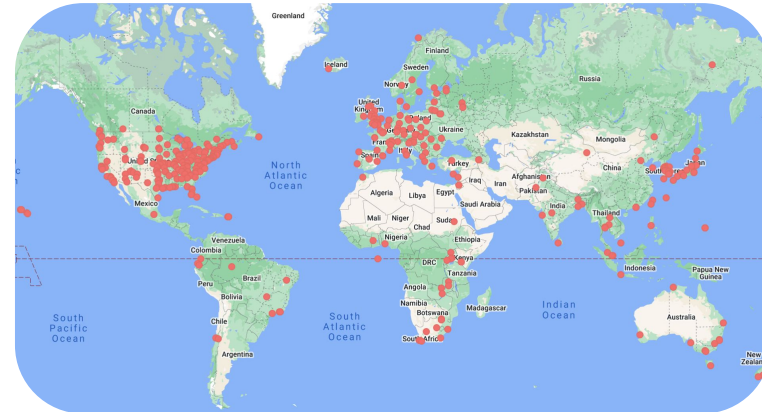 Greenland
Iceland
Finland
Sweden
Norway
Russia
Canada
United
Kingdom
Poland
Ukraine
Kazakhstan
Mongolia
North
Atlantic
Ocean
Spain
Italy
Turkey
Iraq
Iran
Afghanistan
Pakistan
China
Japan
Mexico
Algeria
Libya
Egypt
Saudi Arabia
India
Thailand
Mali
Niger
Chad
Sudan
Nigeria
Ethiopia
Venezuela
Colombia
DRC
Kenya
Tanzania
Indonesia
Papua New
Guinea
Peru
Brazil
Bolivia
Angola
Namibia
Botswana
Madagascar
Indian
Ocean
South
Pacific
Ocean
South
Atlantic
Ocean
Chile
Argentina
South Africa
Australia
New
Zealand